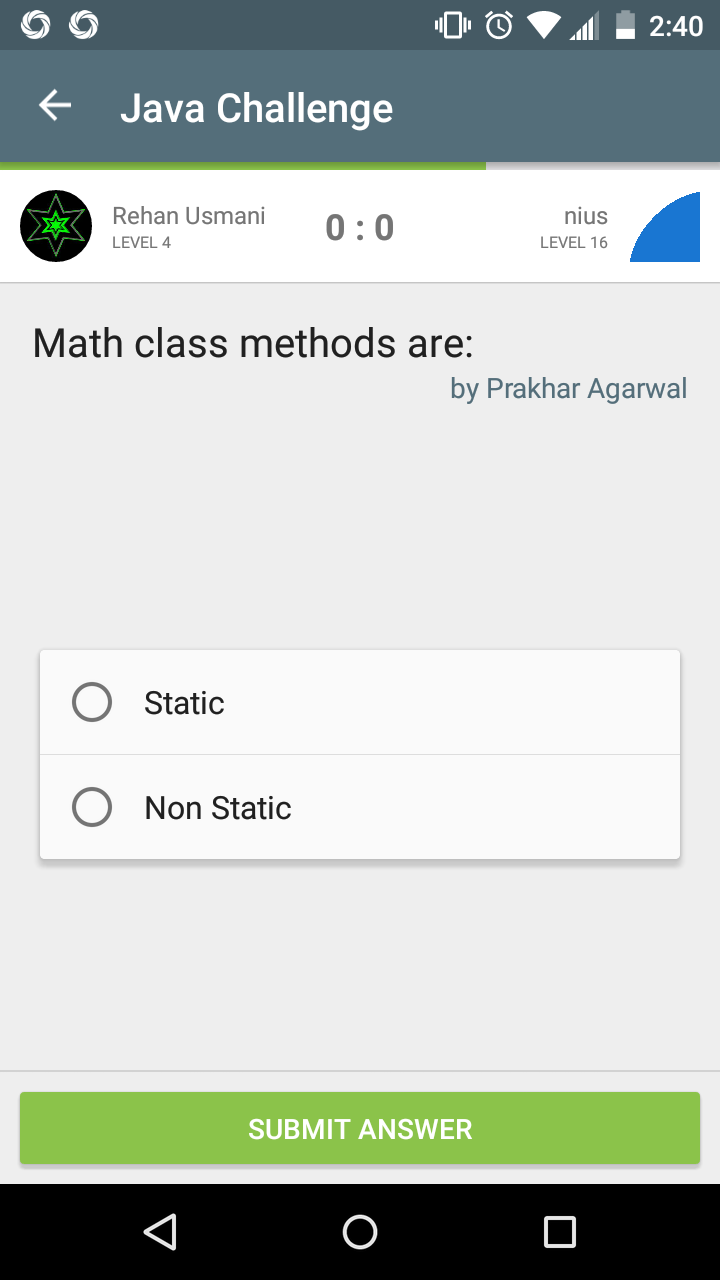 2:40
Java Challenge
Rehan Usmani
LEVEL 4
0 : 0
nius
LEVEL 16
Math class methods are:
by Prakhar Agarwal
Static
Non Static
SUBMIT ANSWER